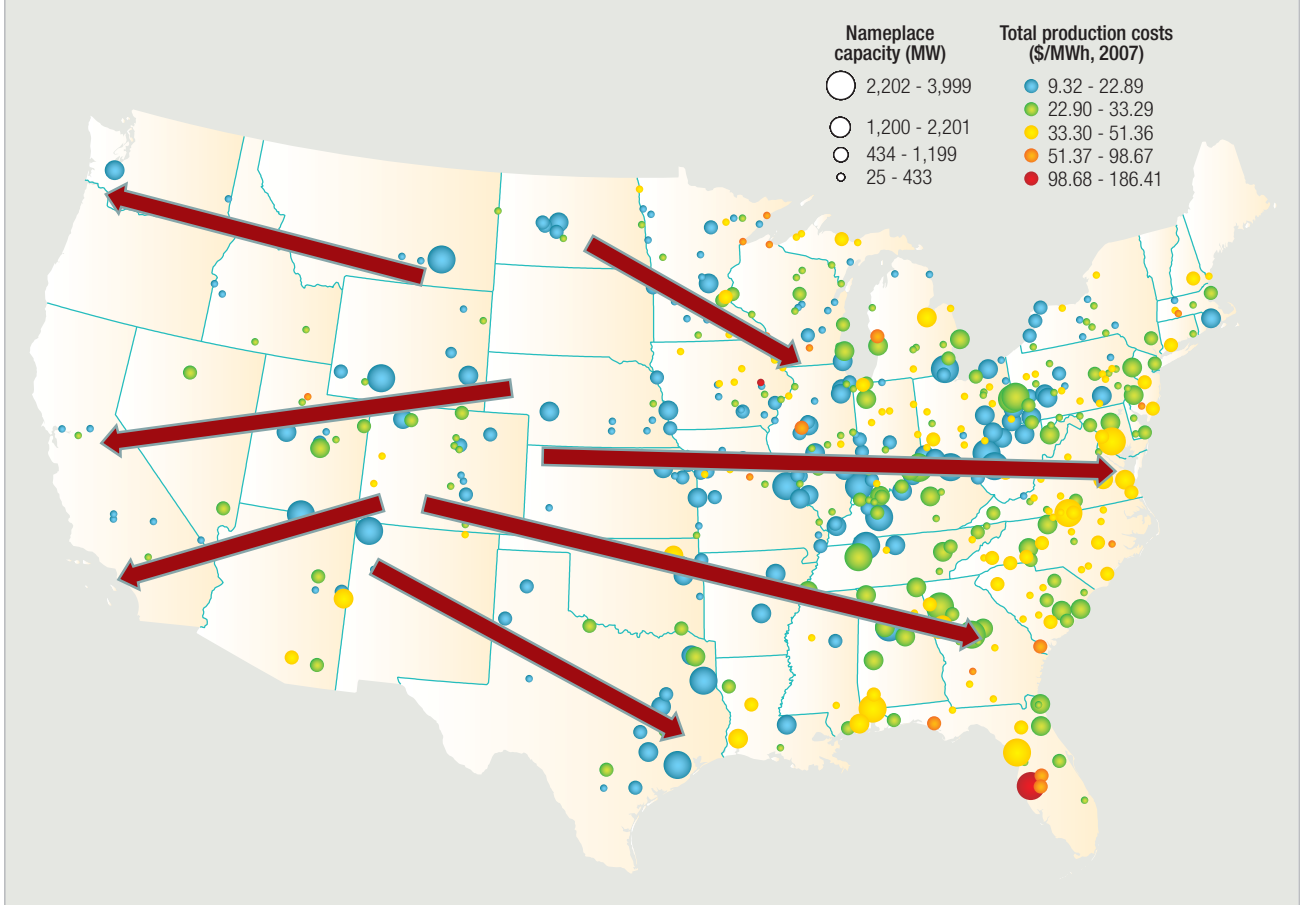 Nameplace
capacity (MW)
2,202 - 3,999
1,200 - 2,201
434 - 1,199
25 - 433
Total production costs
($/MWh, 2007)
9.32 - 22.89
22.90 - 33.29
33.30 - 51.36
51.37 - 98.67
98.68 - 186.41